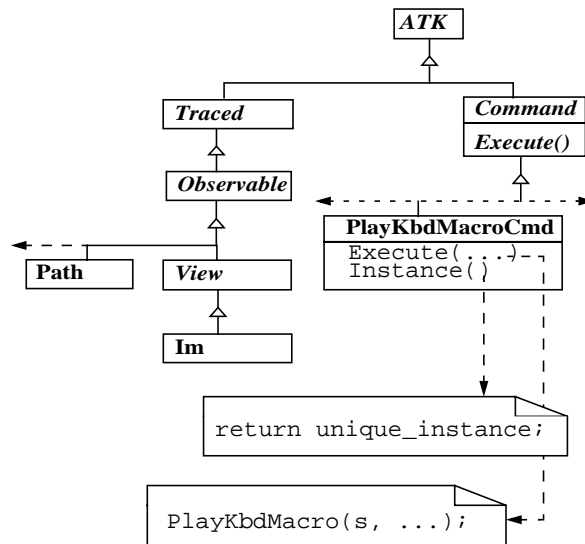 ATK
Traced
Command
Execute()
Observable
PlayKbdMacroCmd
Execute(...)
Instance()
Path
View
Im
return unique_instance;
PlayKbdMacro(s, ...);